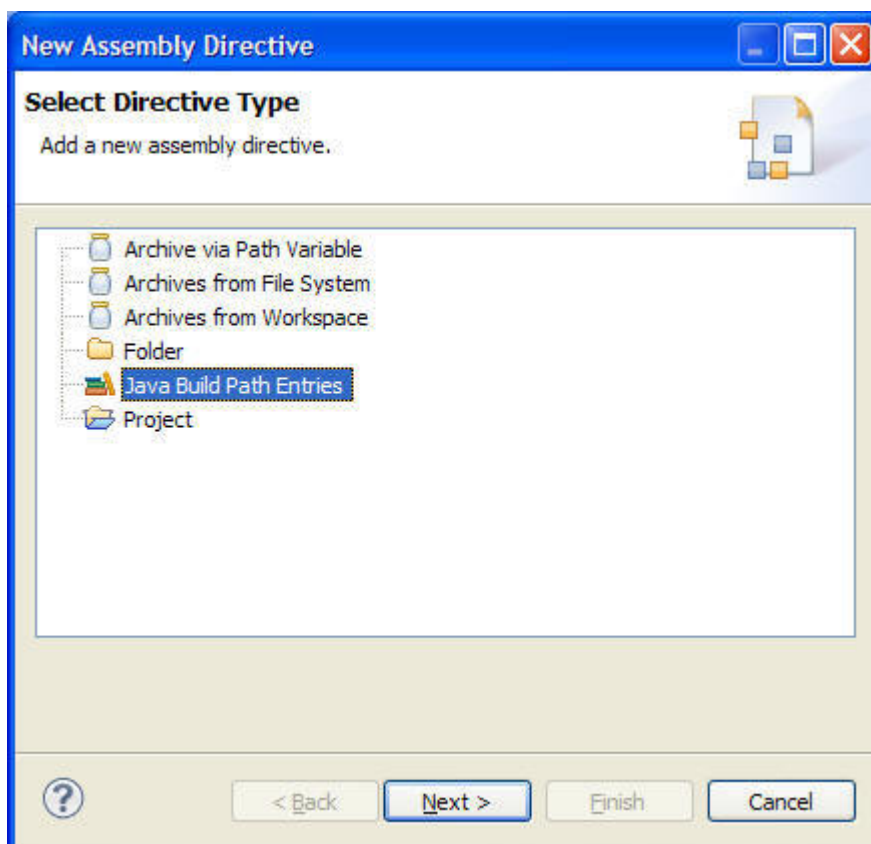 New Assembly Directive
Select Directive Type
Add a new assembly directive.
Archive via Path Variable
Archives from File System
Archives from Workspace
Folder
Java Build Path Entries
Project
?
< Back Next > Finish Cancel